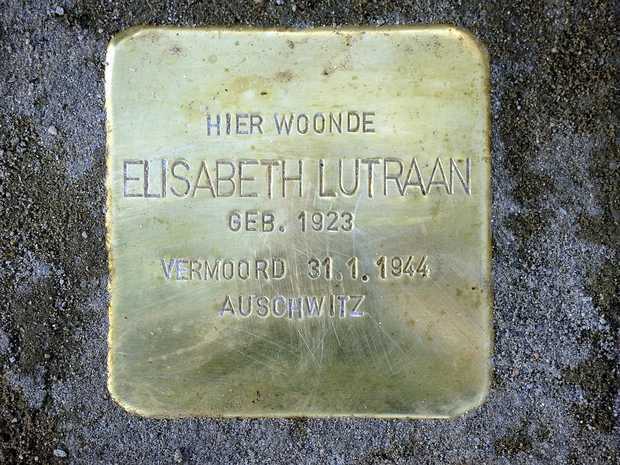 HIER WOONDE
ELISABETH LUTRAAN
GEB. 1923
VERMOORD 31.1.1944
AUSCHWITZ